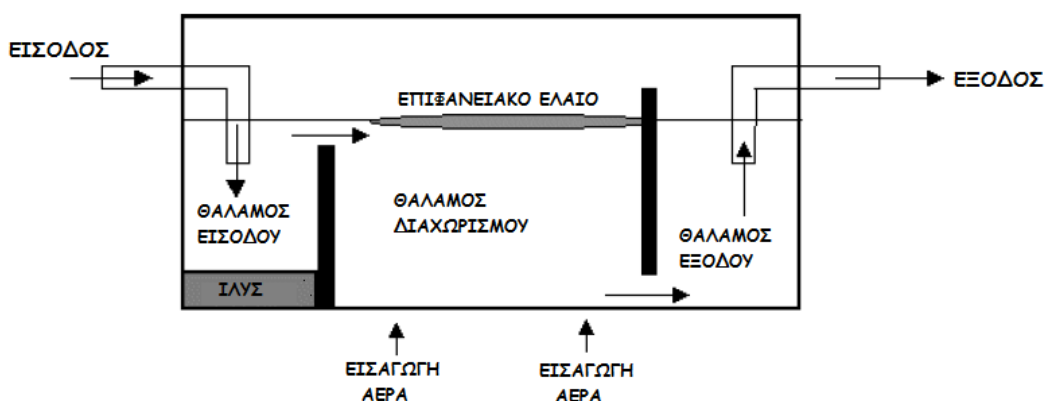 ΕΙΣΟΔΟΣ
ΕΞΟΔΟΣ
ΕΠΙΦΑΝΕΙΑΚΟ ΕΛΑΙΟ
ΘΑΛΑΜΟΣ
ΕΙΣΟΔΟΥ
ΘΑΛΑΜΟΣ
ΔΙΑΧΩΡΙΣΜΟΥ
ΘΑΛΑΜΟΣ
ΕΞΟΔΟΥ
ΙΛΥΣ
ΕΙΣΑΓΩΓΗ
ΑΕΡΑ
ΕΙΣΑΓΩΓΗ
ΑΕΡΑ